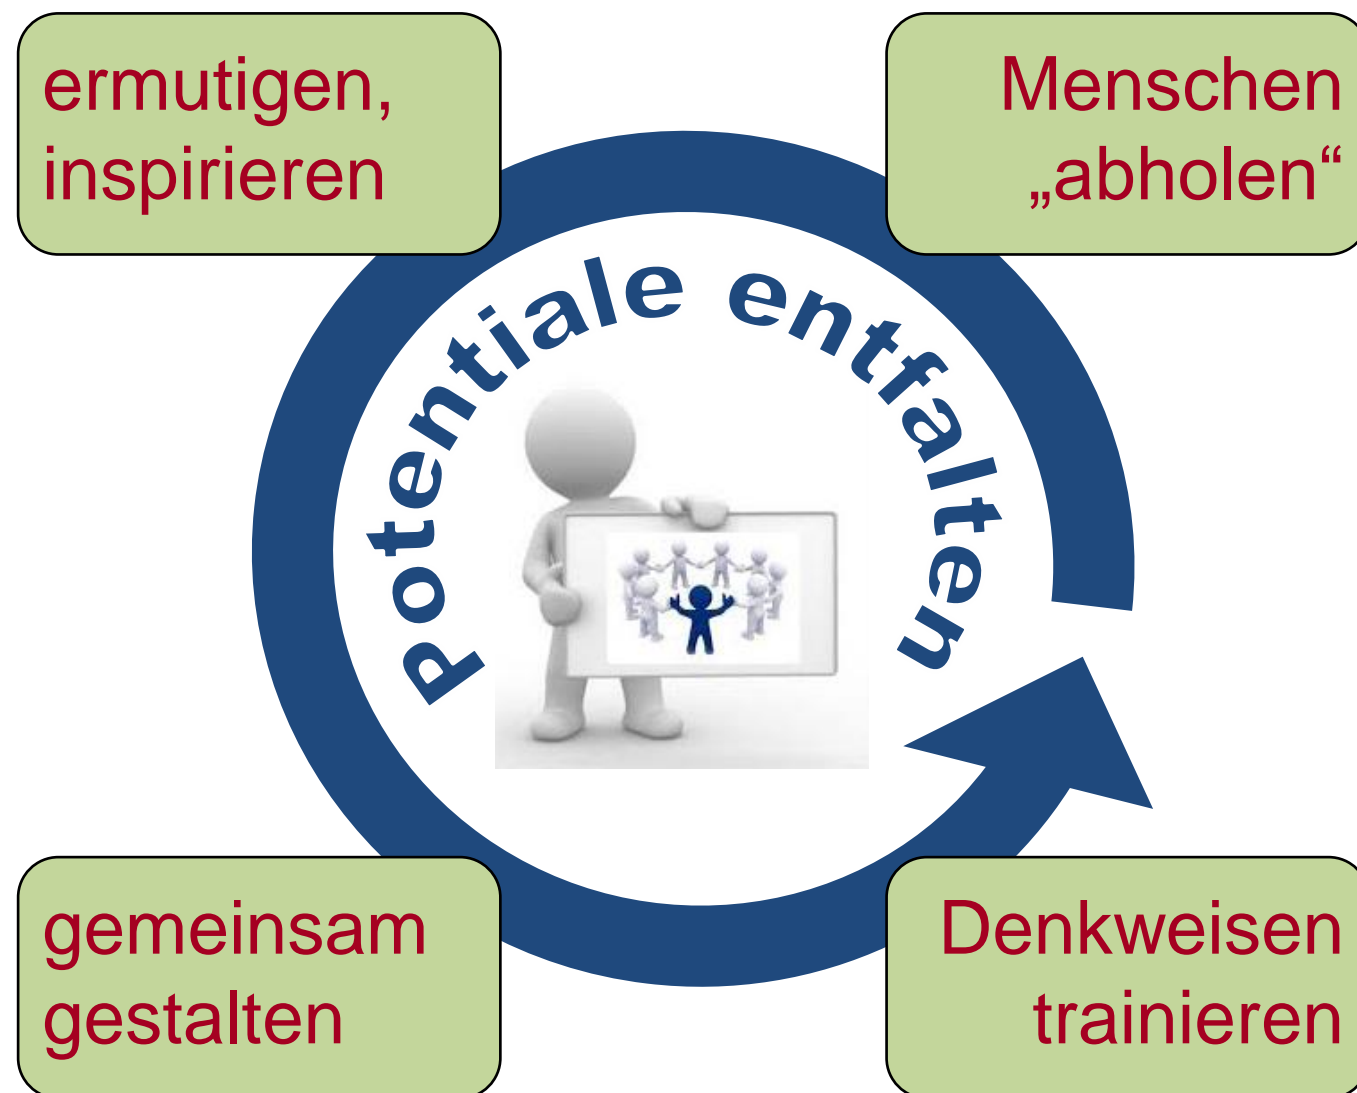 ermutigen,
inspirieren
Menschen
„abholen“
Potentiale entfalten
gemeinsam
gestalten
Denkweisen
trainieren